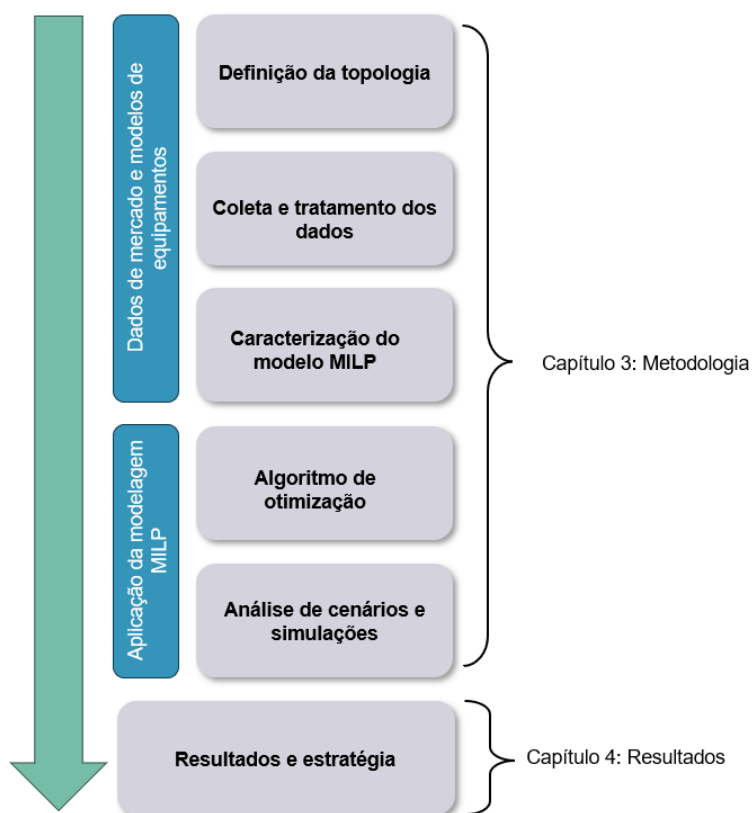 Dados de mercado e modelos de
equipamentos
Definição da topologia
Coleta e tratamento dos
dados
Caracterização do
modelo MILP
Capítulo 3: Metodologia
Aplicação da modelagem
MILP
Algoritmo de
otimização
Análise de cenários e
simulações
Resultados e estratégia
Capítulo 4: Resultados